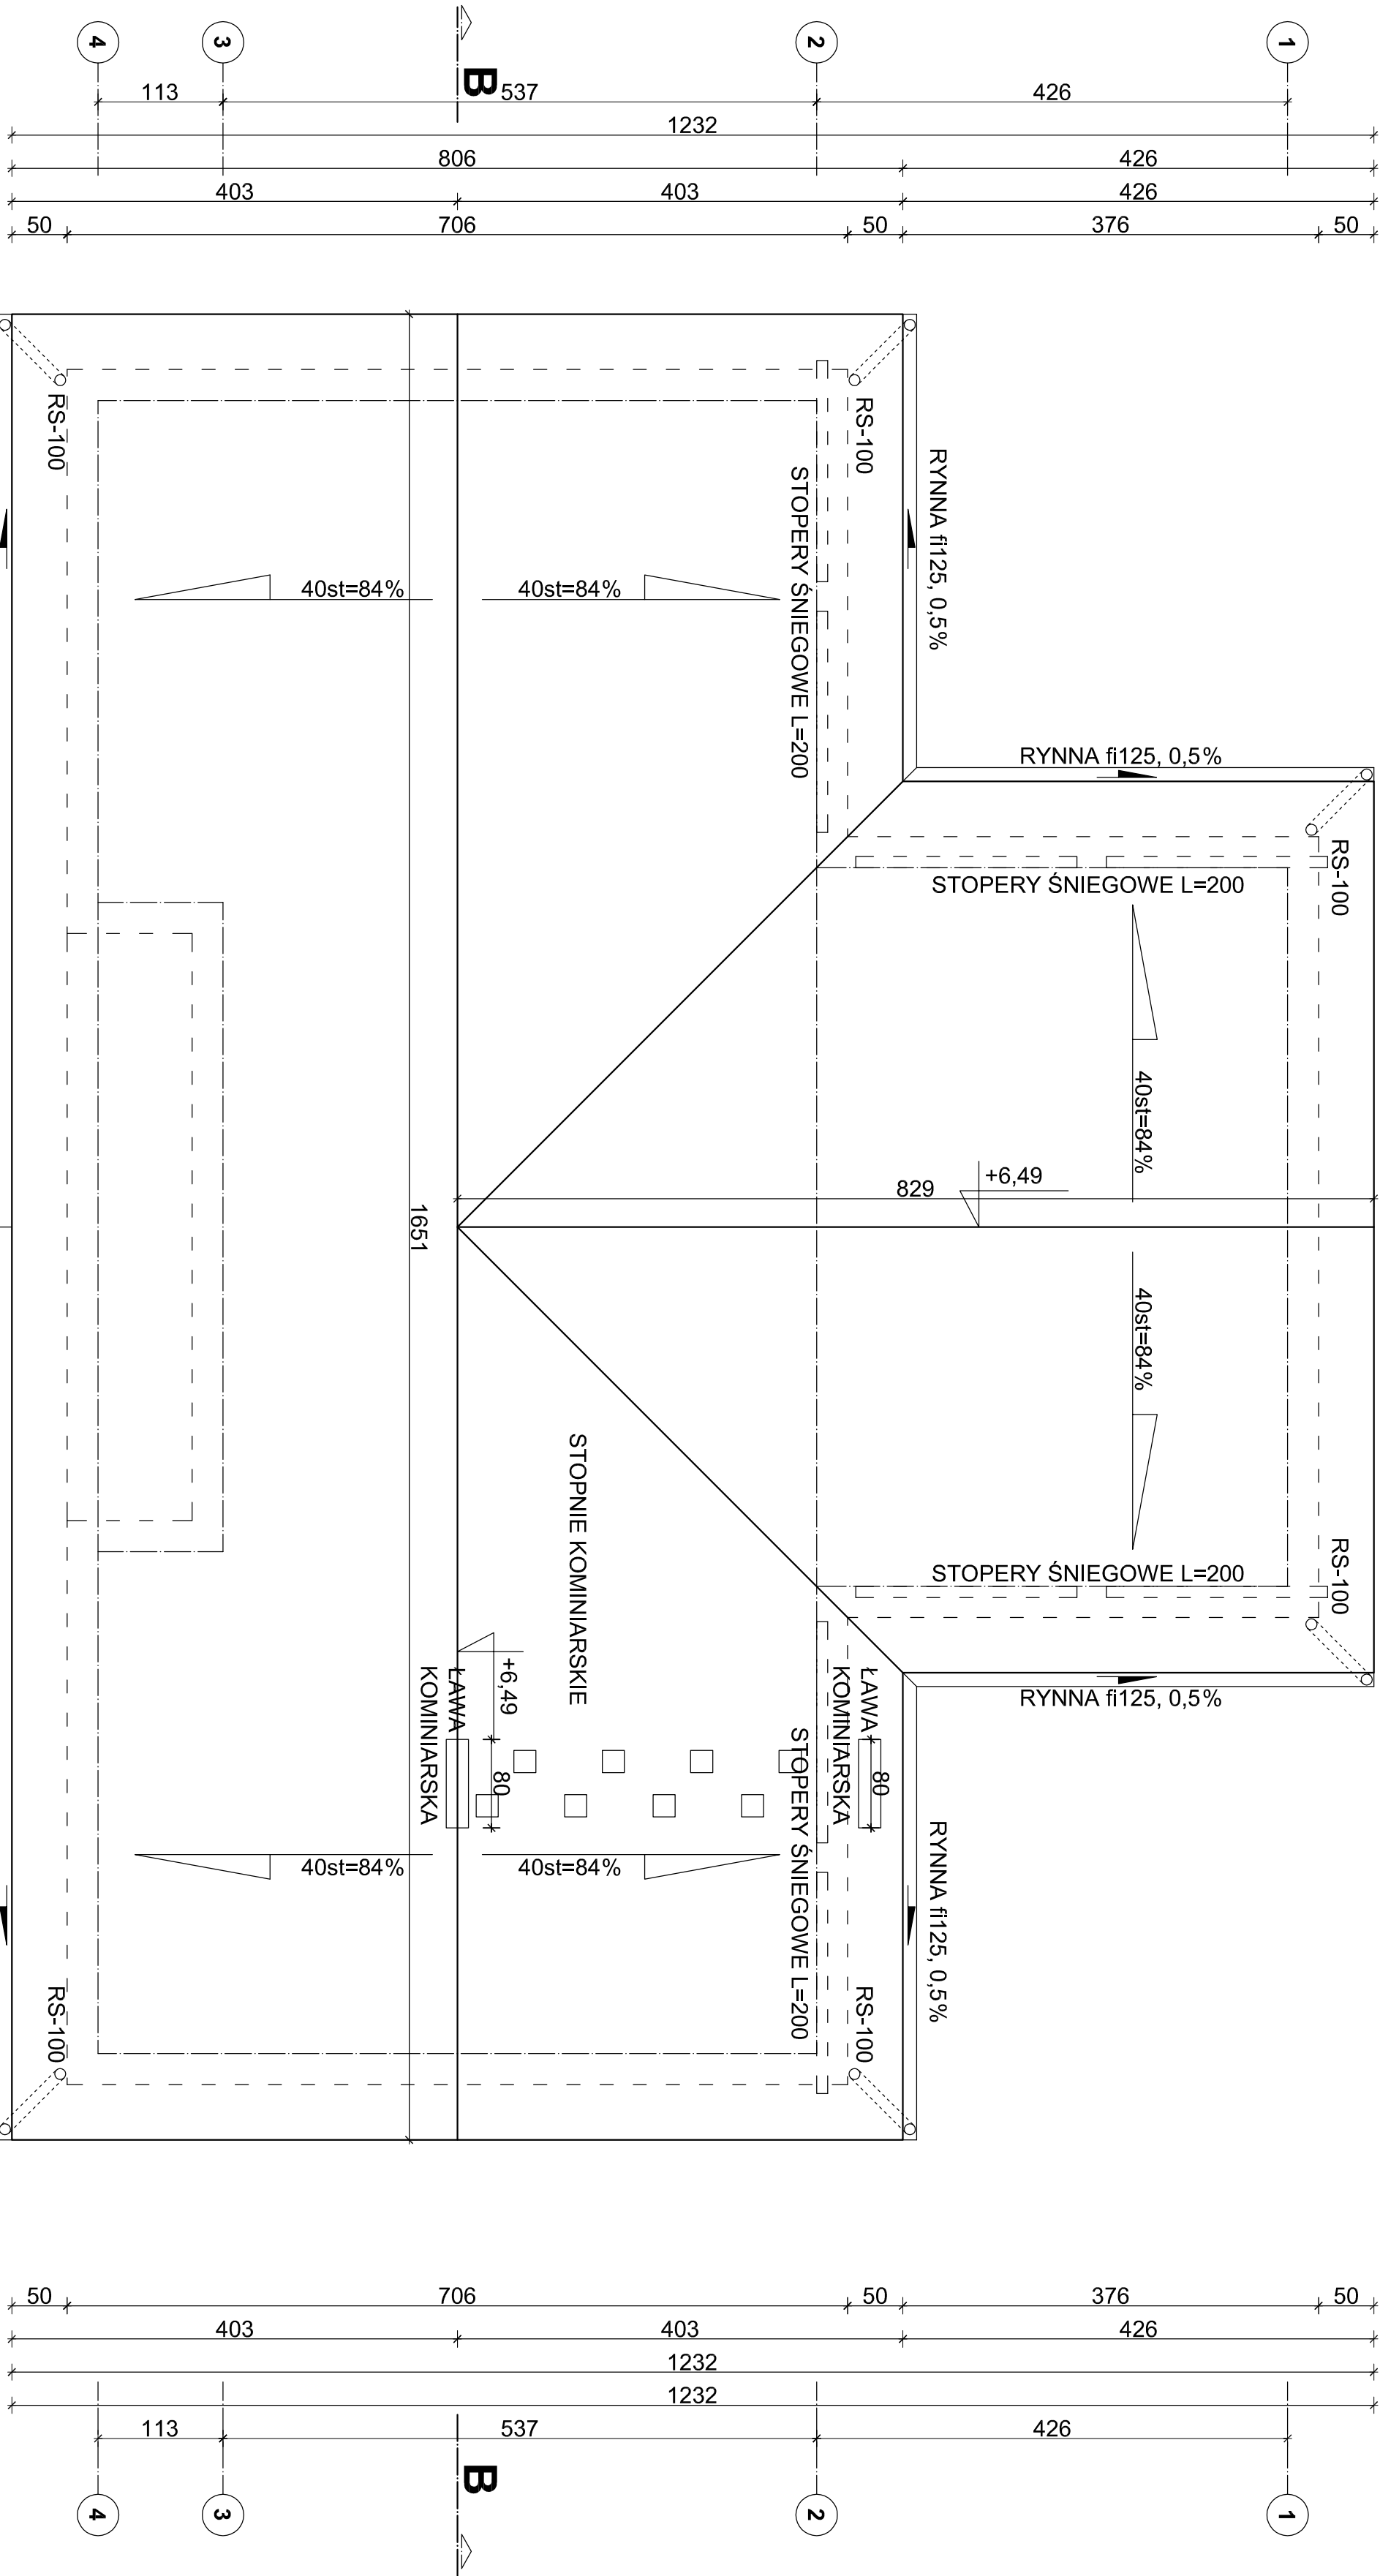 4
3
2
1
B
113
537
426
1232
806
426
403
403
426
50
706
50
376
50
RS-100
RS-100
RYNNA fi125, 0,5%
STOPERY ŚNIEGOWE L=200
40st=84%
40st=84%
RYNNA fi125, 0,5%
RS-100
STOPERY ŚNIEGOWE L=200
40st=84%
+6,49
829
1651
40st=84%
STOPNIE KOMINIARSKIE
RS-100
STOPERY ŚNIEGOWE L=200
RYNNA fi125, 0,5%
+6,49
ŁAWA
KOMINIARSKA
80
ŁAWA
KOMINIARSKA
80
STOPERY ŚNIEGOWE L=200
40st=84%
40st=84%
RYNNA fi125, 0,5%
RS-100
RS-100
50
706
50
376
50
403
403
426
1232
1232
113
537
426
B
4
3
2
1